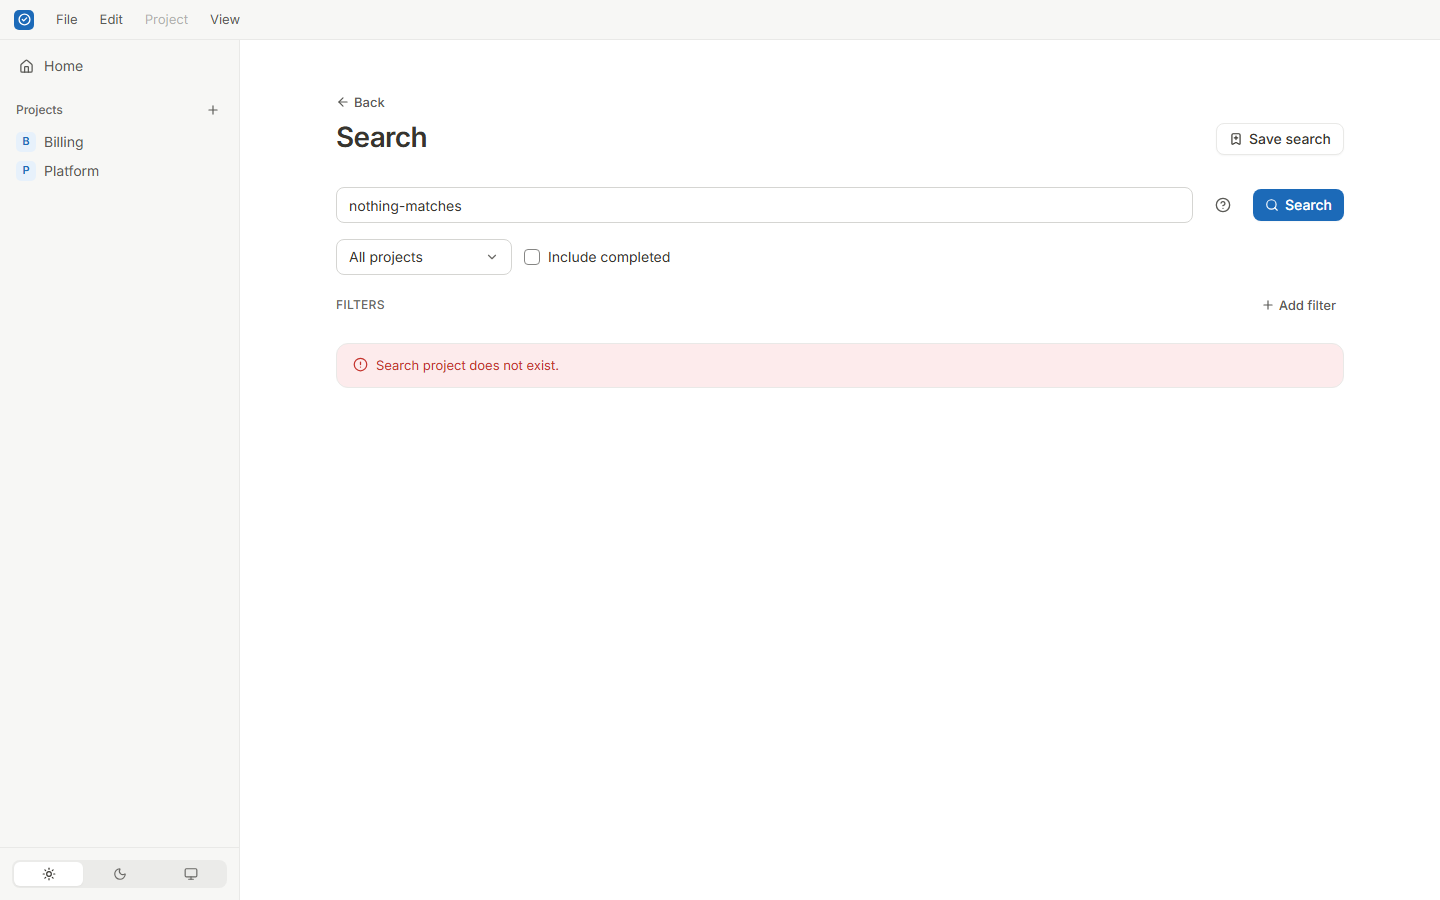 File Edit Project View
Home
Projects
B Billing
P Platform
Back
Search
Save search
nothing-matches
Search
All projects
Include completed
FILTERS
Add filter
Search project does not exist.